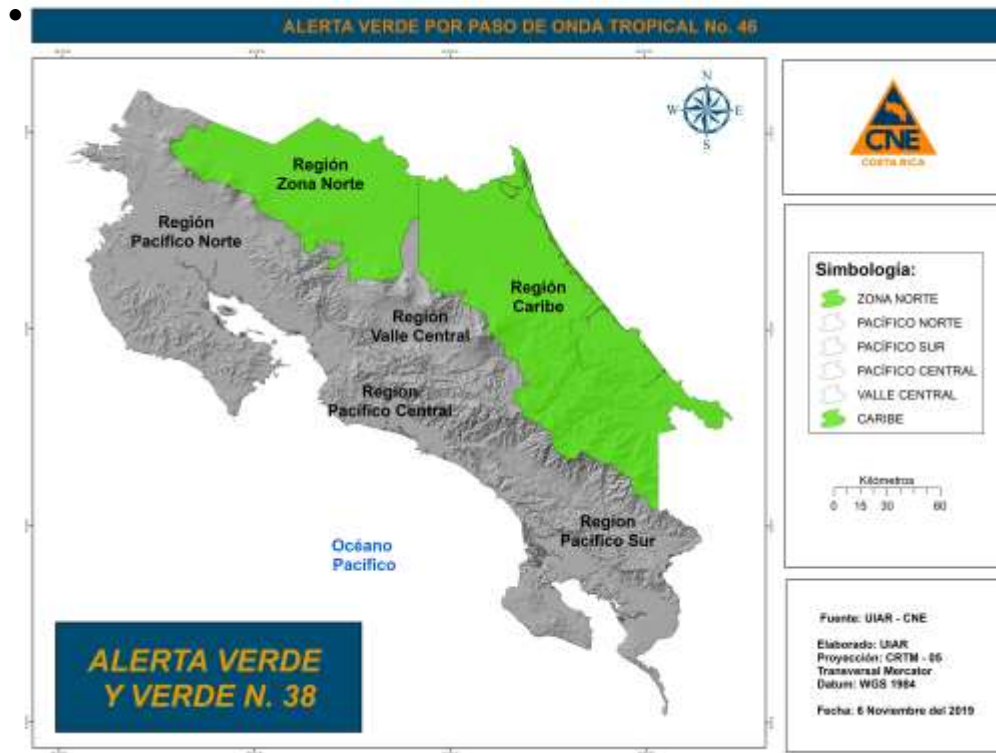 ALERTA VERDE POR PASO DE ONDA TROPICAL No. 46
N
W
E
S
CNE
COSTA RICA
Región
Zona Norte
Región
Pacífico Norte
Región
Caribe
Región
Valle Central
Región
Pacífico Central
Region
Pacífico Sur
Océano
Pacífico
ALERTA VERDE
Y VERDE N. 38
Simbología:
ZONA NORTE
PACÍFICO NORTE
PACÍFICO SUR
PACÍFICO CENTRAL
VALLE CENTRAL
CARIBE
Kilómetros
0 15 30 60
Fuente: UIAR - CNE
Elaborado: UIAR
Proyección: CRTM - 05
Transversal Mercator
Datum: WGS 1984
Fecha: 6 Noviembre del 2019